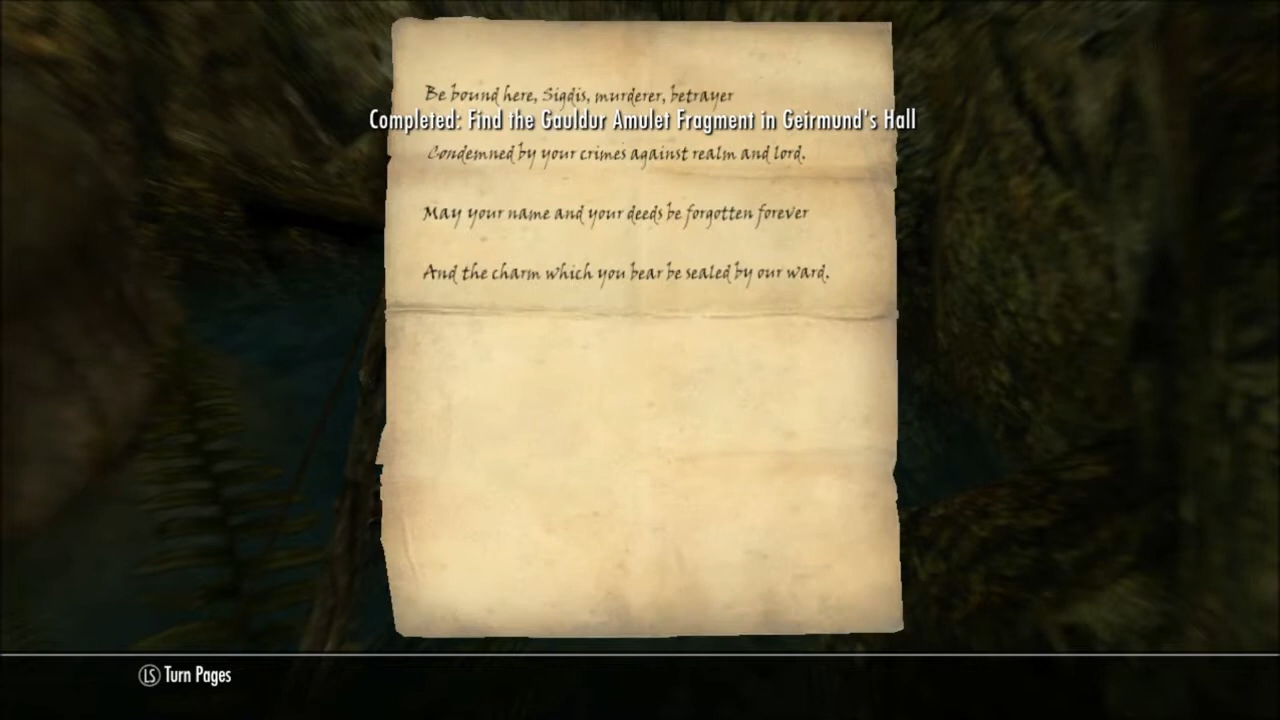 Be bound here, Sigdis, murderer, betrayer
Completed: Find the Gauldur Amulet Fragment in Geirmund's Hall
Condemned by your crimes against realm and lord.
May your name and your deeds be forgotten forever
And the charm which you bear be sealed by our ward.
LS Turn Pages